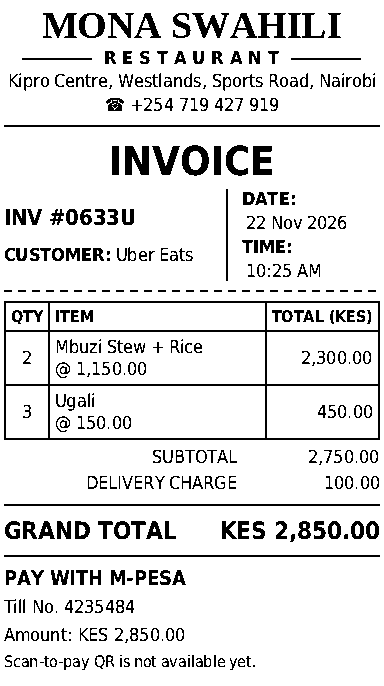 MONA SWAHILI
RESTAURANT
Kipro Centre, Westlands, Sports Road, Nairobi
☎ +254 719 427 919
INVOICE
INV #0633U
CUSTOMER: Uber Eats
DATE:
22 Nov 2026
TIME:
10:25 AM
QTY ITEM TOTAL (KES)
2 Mbuzi Stew + Rice 2,300.00
@ 1,150.00
3 Ugali 450.00
@ 150.00
SUBTOTAL 2,750.00
DELIVERY CHARGE 100.00
GRAND TOTAL KES 2,850.00
PAY WITH M-PESA
Till No. 4235484
Amount: KES 2,850.00
Scan-to-pay QR is not available yet.